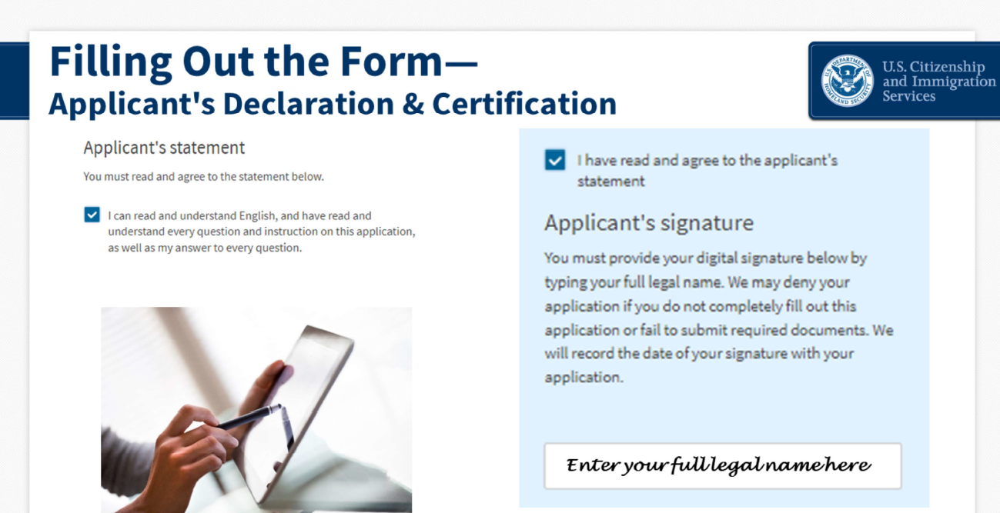 Filling Out the Form—
Applicant's Declaration & Certification
U.S. DEPARTMENT OF
HOMELAND SECURITY
U.S. Citizenship
and Immigration
Services
Applicant's statement
You must read and agree to the statement below.
I can read and understand English, and have read and
understand every question and instruction on this application,
as well as my answer to every question.
I have read and agree to the applicant's
statement
Applicant's signature
You must provide your digital signature below by
typing your full legal name. We may deny your
application if you do not completely fill out this
application or fail to submit required documents. We
will record the date of your signature with your
application.
Enter your full legal name here